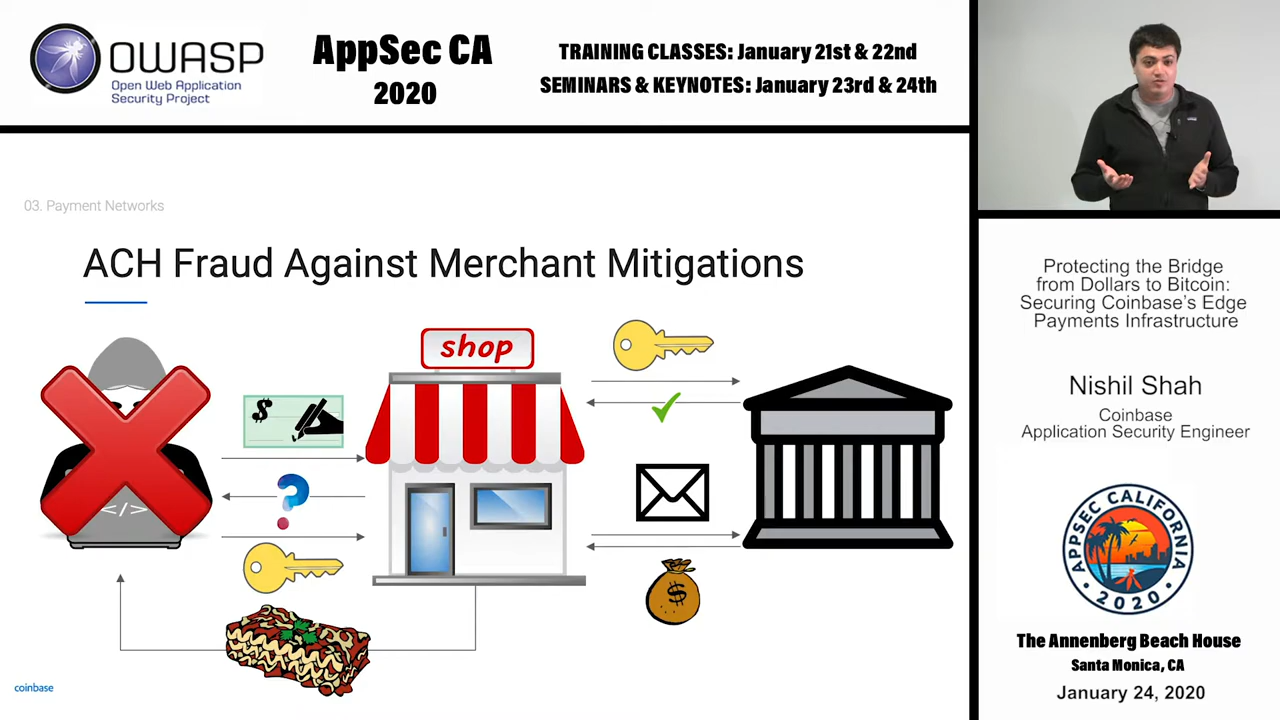 OWASP
Open Web Application
Security Project
AppSec CA
2020
TRAINING CLASSES: January 21st & 22nd
SEMINARS & KEYNOTES: January 23rd & 24th
03. Payment Networks
ACH Fraud Against Merchant Mitigations
shop
$
</>
$
coinbase
Protecting the Bridge
from Dollars to Bitcoin:
Securing Coinbase's Edge
Payments Infrastructure
Nishil Shah
Coinbase
Application Security Engineer
APPSEC CALIFORNIA
• 2020 •
The Annenberg Beach House
Santa Monica, CA
January 24, 2020